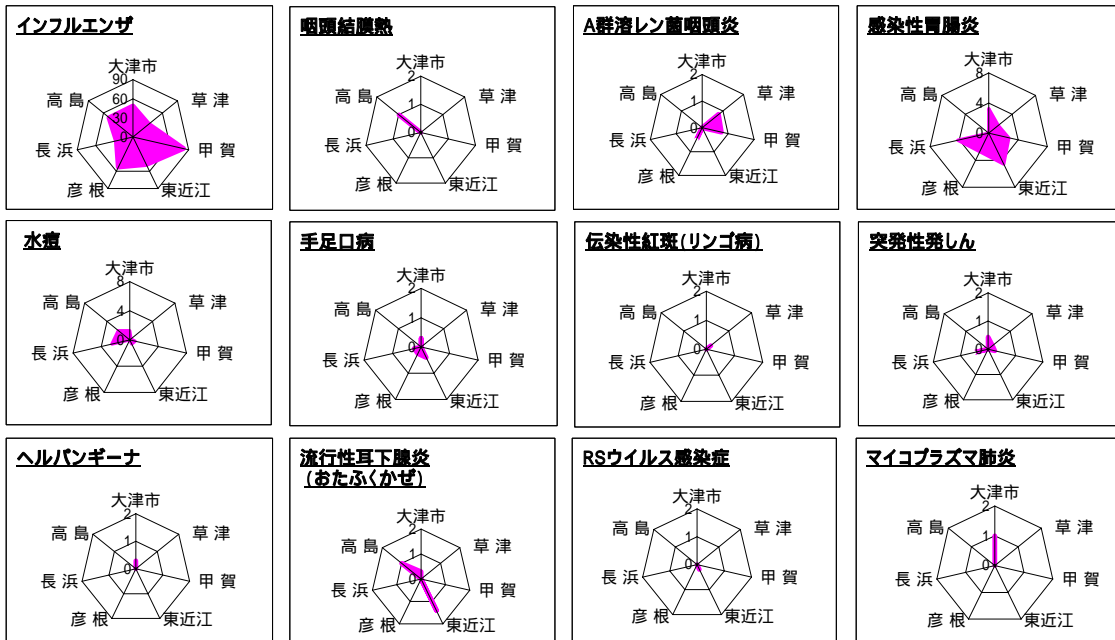 インフルエンザ
大津市
90
60
30
0
草 津
甲 賀
東近江
彦 根
長 浜
高 島
咽頭結膜熱
大津市
2
1
0
草 津
甲 賀
東近江
彦 根
長 浜
高 島
A群溶レン菌咽頭炎
大津市
2
1
0
草 津
甲 賀
東近江
彦 根
長 浜
高 島
感染性胃腸炎
大津市
8
4
0
草 津
甲 賀
東近江
彦 根
長 浜
高 島
水痘
大津市
8
4
0
草 津
甲 賀
東近江
彦 根
長 浜
高 島
手足口病
大津市
2
1
0
草 津
甲 賀
東近江
彦 根
長 浜
高 島
伝染性紅斑(リンゴ病)
大津市
2
1
0
草 津
甲 賀
東近江
彦 根
長 浜
高 島
突発性発しん
大津市
2
1
0
草 津
甲 賀
東近江
彦 根
長 浜
高 島
ヘルパンギーナ
大津市
2
1
0
草 津
甲 賀
東近江
彦 根
長 浜
高 島
流行性耳下腺炎
(おたふくかぜ)
大津市
2
1
0
草 津
甲 賀
東近江
彦 根
長 浜
高 島
RSウイルス感染症
大津市
2
1
0
草 津
甲 賀
東近江
彦 根
長 浜
高 島
マイコプラズマ肺炎
大津市
2
1
0
草 津
甲 賀
東近江
彦 根
長 浜
高 島